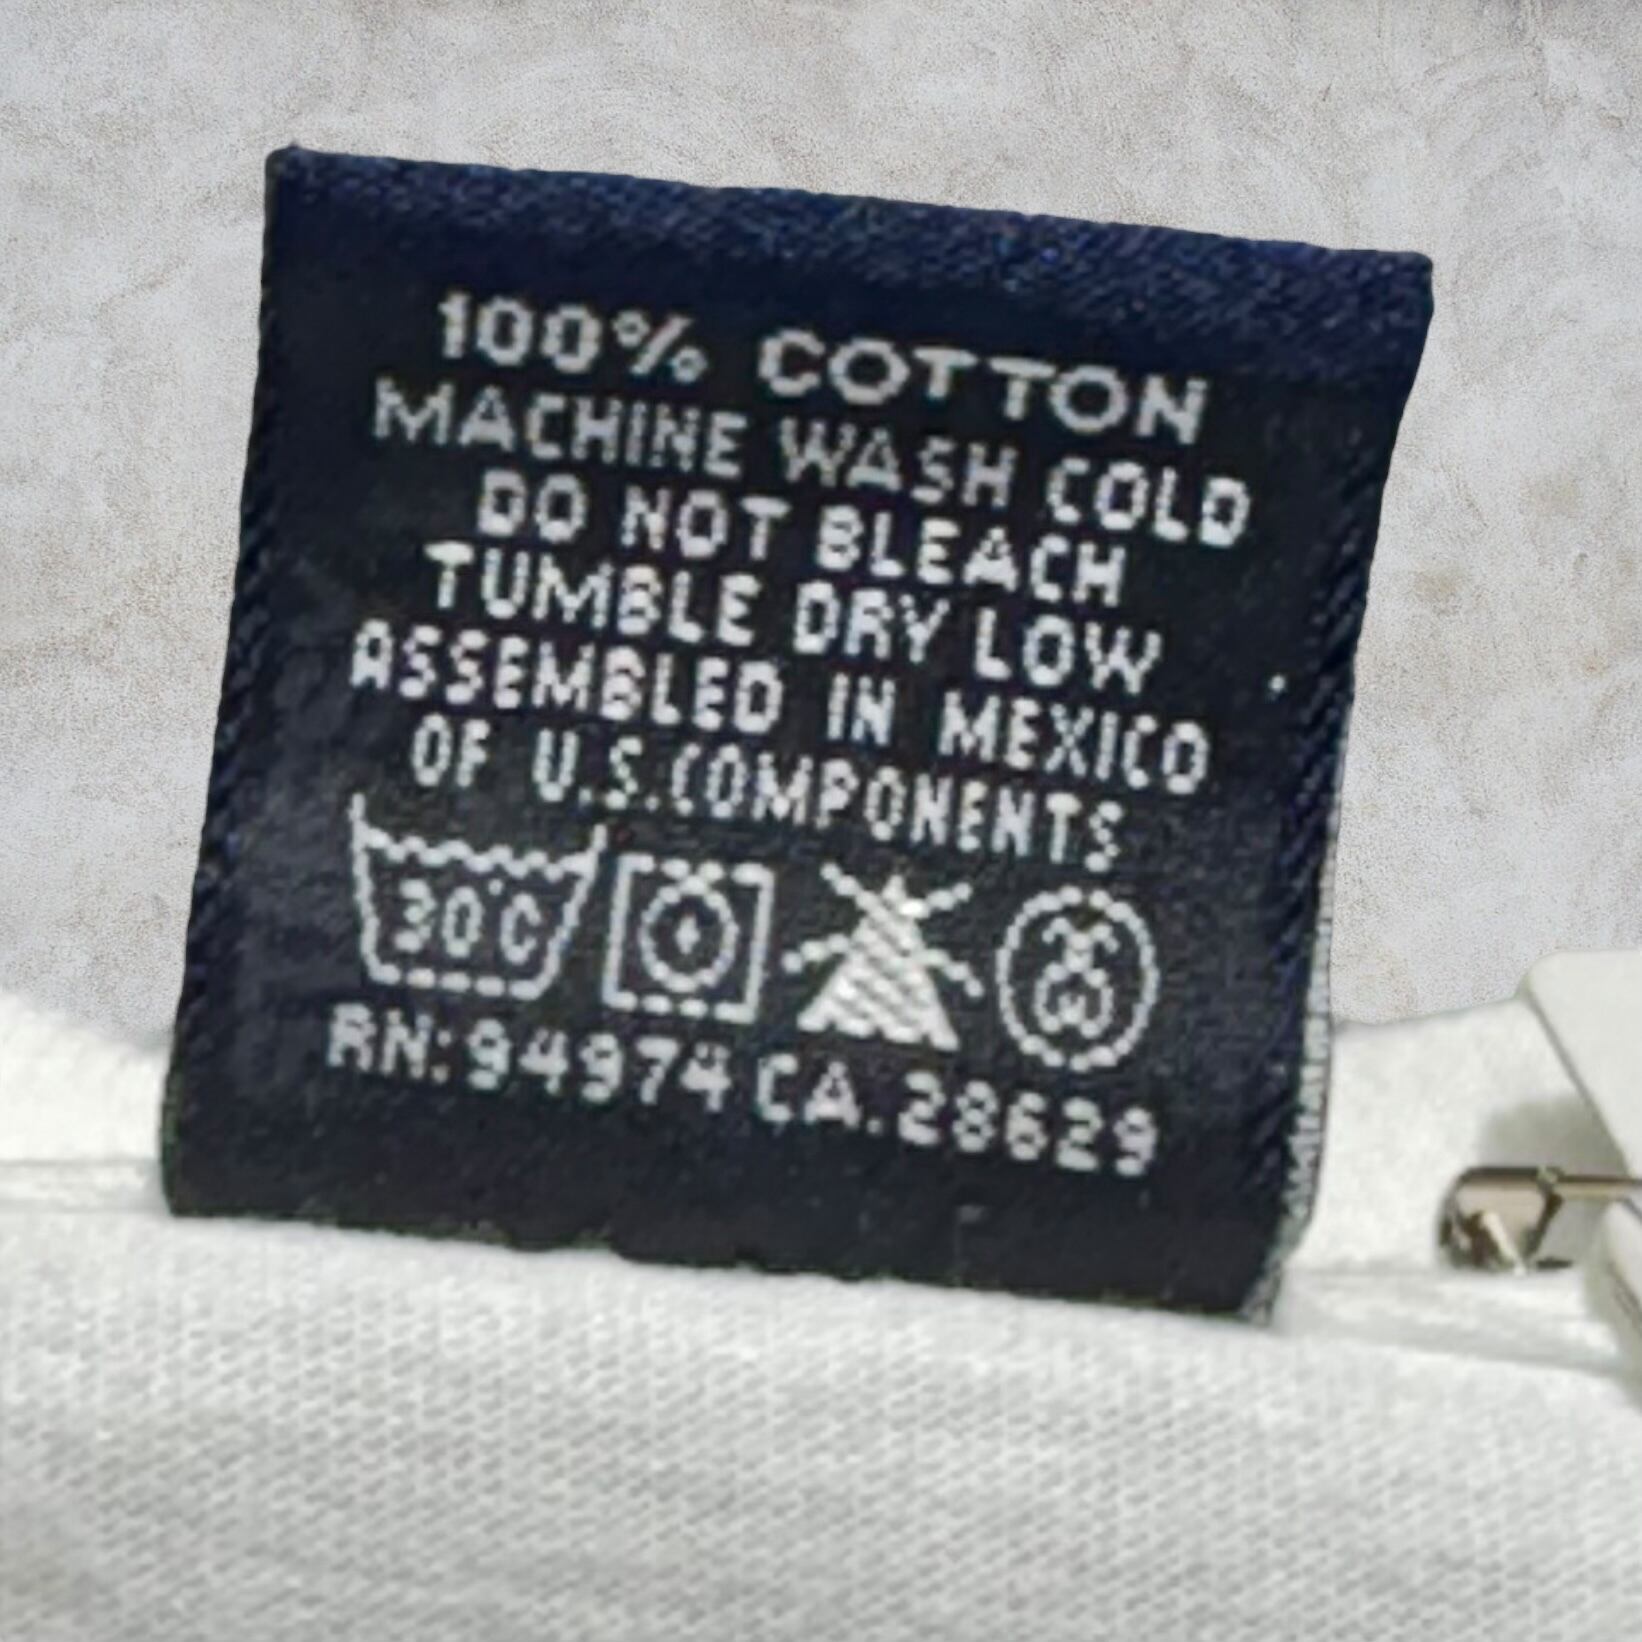 100% COTTON
MACHINE WASH COLD
DO NOT BLEACH
TUMBLE DRY LOW
ASSEMBLED IN MEXICO
OF U.S.COMPONENTS
30°C
RN:94974 CA.28629